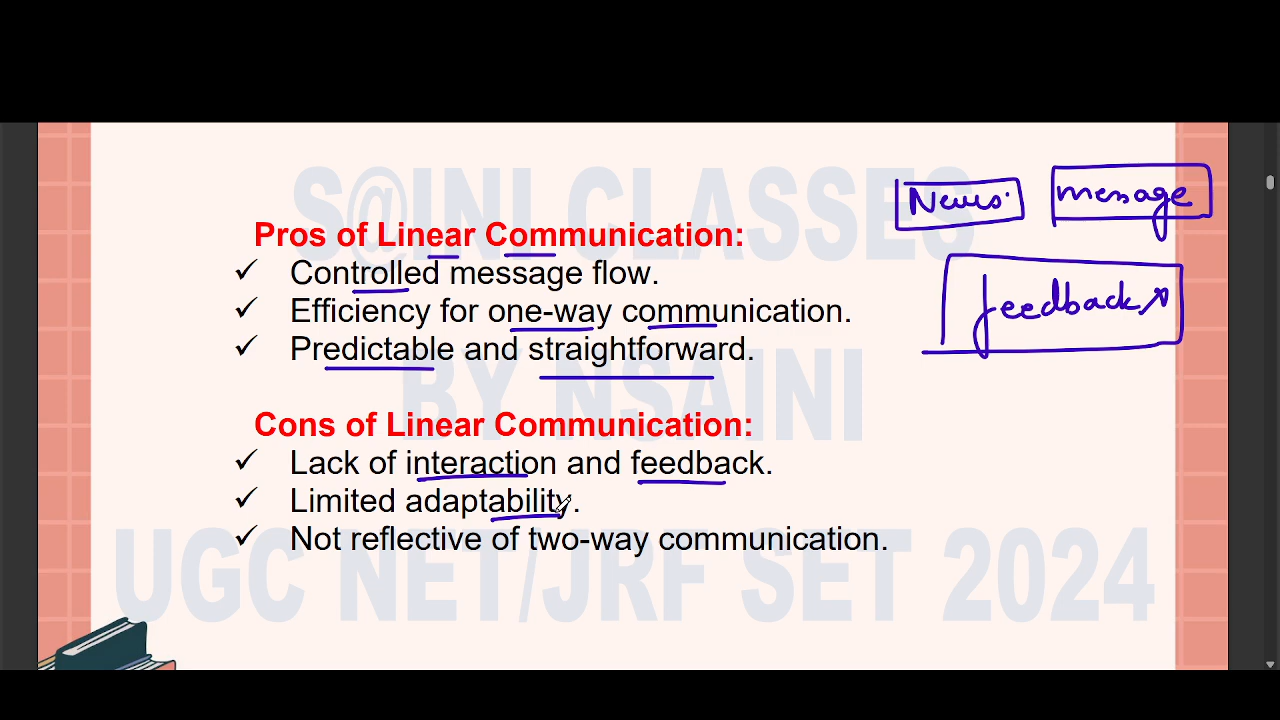 S@INI CLASSES
News.
message
Pros of Linear Communication:
feedback
✓ Controlled message flow.
✓ Efficiency for one-way communication.
✓ Predictable and straightforward.
BY NSAINI
Cons of Linear Communication:
✓ Lack of interaction and feedback.
✓ Limited adaptability.
✓ Not reflective of two-way communication.
UGC NET/JRF SET 2024